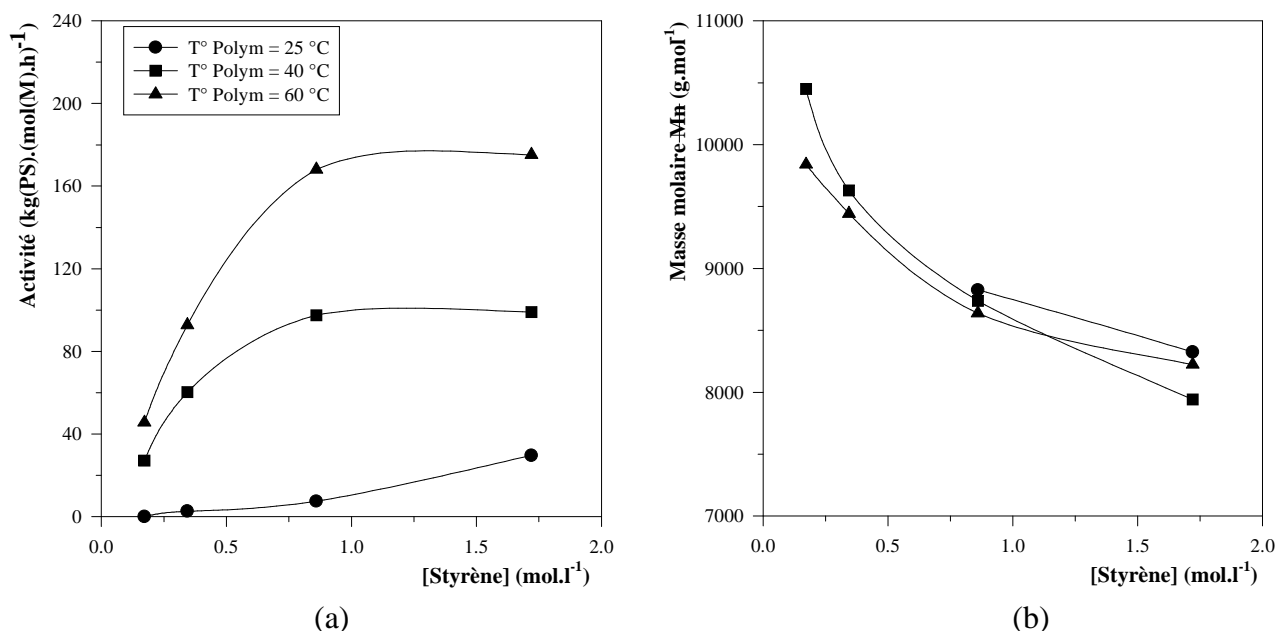 Activité (kg(PS).(mol(M).h)⁻¹
240
200
160
120
80
40
0
T° Polym = 25 °C
T° Polym = 40 °C
T° Polym = 60 °C
0.0 0.5 1.0 1.5 2.0
[Styrène] (mol.l⁻¹)
(a)
Masse molaire Mn (g.mol⁻¹)
11000
10000
9000
8000
7000
0.0 0.5 1.0 1.5 2.0
[Styrène] (mol.l⁻¹)
(b)